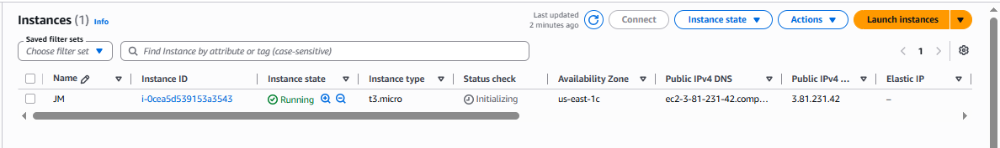 Instances (1) Info
Last updated
2 minutes ago
Connect
Instance state
Actions
Launch instances
Saved filter sets
Choose filter set
Find Instance by attribute or tag (case-sensitive)
1
Name Instance ID Instance state Instance type Status check Availability Zone Public IPv4 DNS Public IPv4 ... Elastic IP
JM i-0cea5d539153a3543 Running t3.micro Initializing us-east-1c ec2-3-81-231-42.comp... 3.81.231.42 –